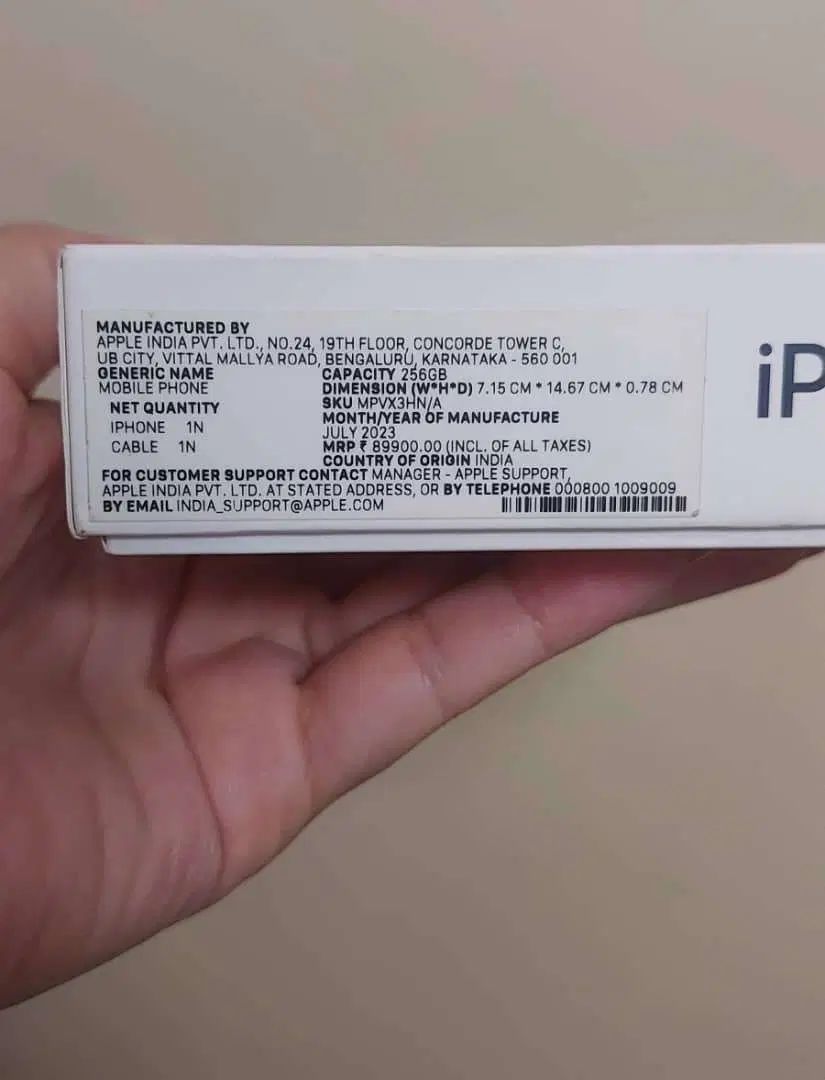 MANUFACTURED BY
APPLE INDIA PVT. LTD., NO.24, 19TH FLOOR, CONCORDE TOWER C,
UB CITY, VITTAL MALLYA ROAD, BENGALURU, KARNATAKA - 560 001
GENERIC NAME
MOBILE PHONE
NET QUANTITY
IPHONE 1N
CABLE 1N
CAPACITY 256GB
DIMENSION (W*H*D) 7.15 CM * 14.67 CM * 0.78 CM
SKU MPVX3HN/A
MONTH/YEAR OF MANUFACTURE
JULY 2023
MRP ₹ 89900.00 (INCL. OF ALL TAXES)
COUNTRY OF ORIGIN INDIA
FOR CUSTOMER SUPPORT CONTACT MANAGER - APPLE SUPPORT,
APPLE INDIA PVT. LTD. AT STATED ADDRESS, OR BY TELEPHONE 000800 1009009
BY EMAIL INDIA_SUPPORT@APPLE.COM
iP